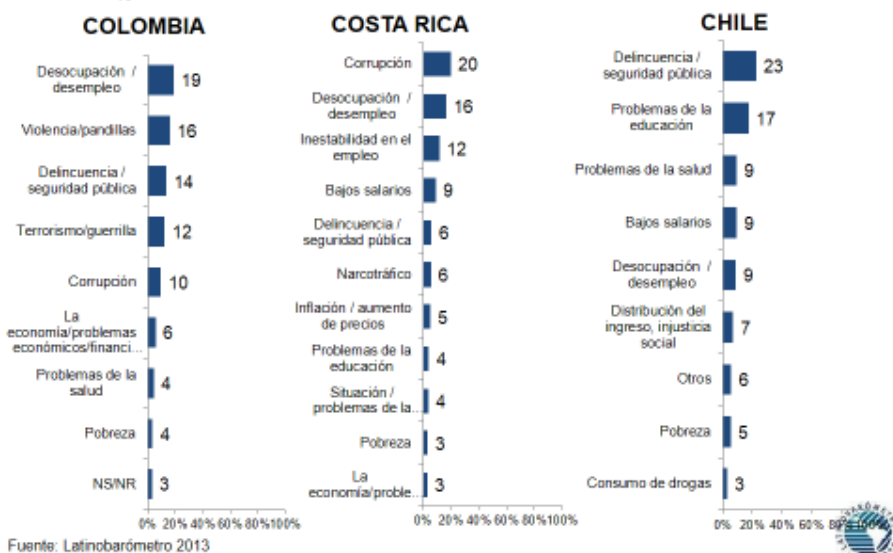 COLOMBIA
Desocupación /
desempleo
19
Violencia/pandillas
16
Delincuencia /
seguridad pública
14
Terrorismo/guerrilla
12
Corrupción
10
La
economía/problemas
económicos/financi...
6
Problemas de la
salud
4
Pobreza
4
NS/NR
3
0% 20% 40% 60% 80%100%
COSTA RICA
Corrupción
20
Desocupación /
desempleo
16
Inestabilidad en el
empleo
12
Bajos salarios
9
Delincuencia /
seguridad pública
6
Narcotráfico
6
Inflación / aumento
de precios
5
Problemas de la
educación
4
Situación /
problemas de la...
4
Pobreza
3
La
economía/proble...
3
0% 20% 40% 60% 80%100%
CHILE
Delincuencia /
seguridad pública
23
Problemas de la
educación
17
Problemas de la salud
9
Bajos salarios
9
Desocupación /
desempleo
9
Distribución del
ingreso, injusticia
social
7
Otros
6
Pobreza
5
Consumo de drogas
3
0% 20% 40% 60%
Fuente: Latinobarómetro 2013